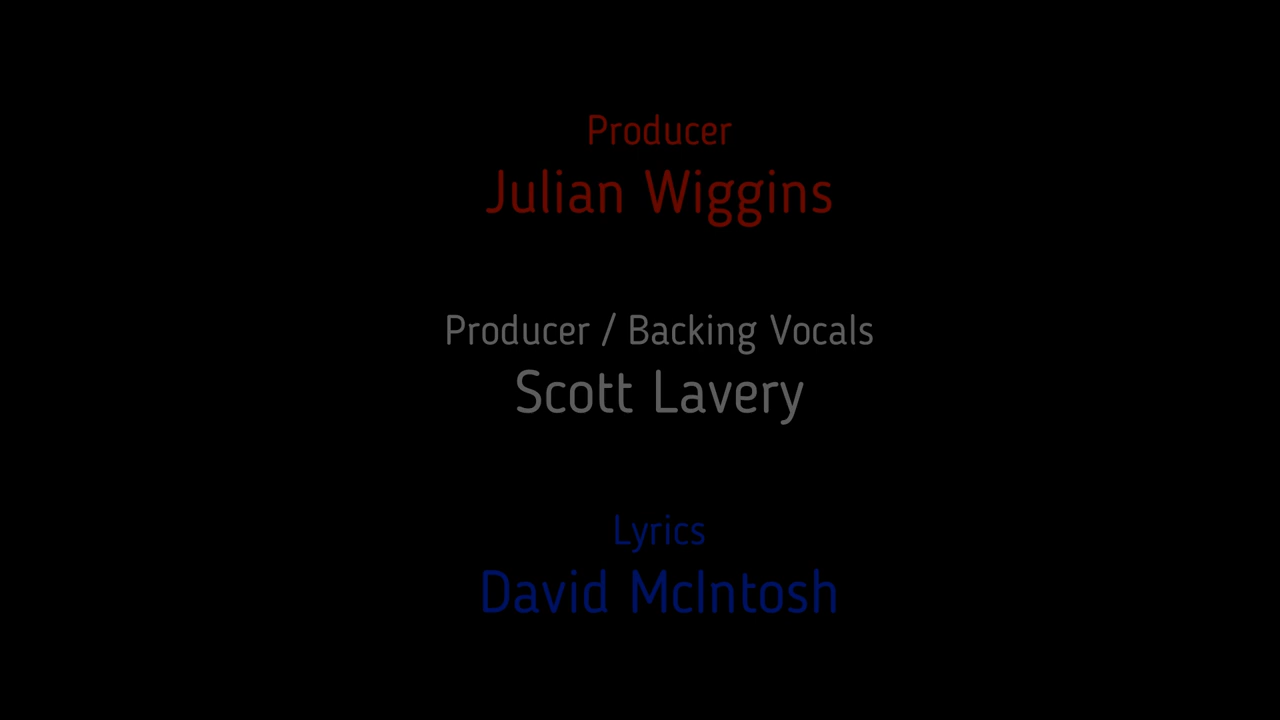 Producer
Julian Wiggins
Producer / Backing Vocals
Scott Lavery
Lyrics
David McIntosh